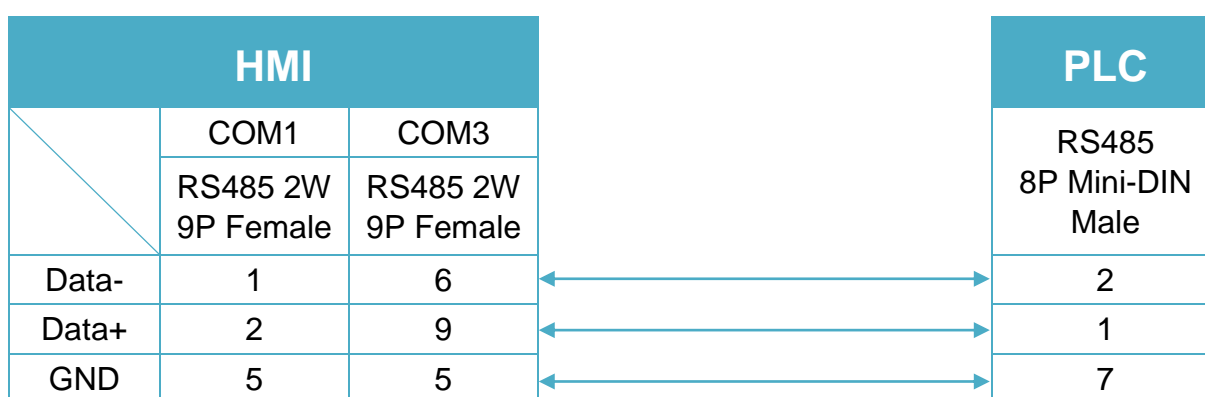 HMI PLC
COM1 COM3 RS485
8P Mini-DIN
Male
RS485 2W RS485 2W
9P Female 9P Female
Data- 1 6 2
Data+ 2 9 1
GND 5 5 7